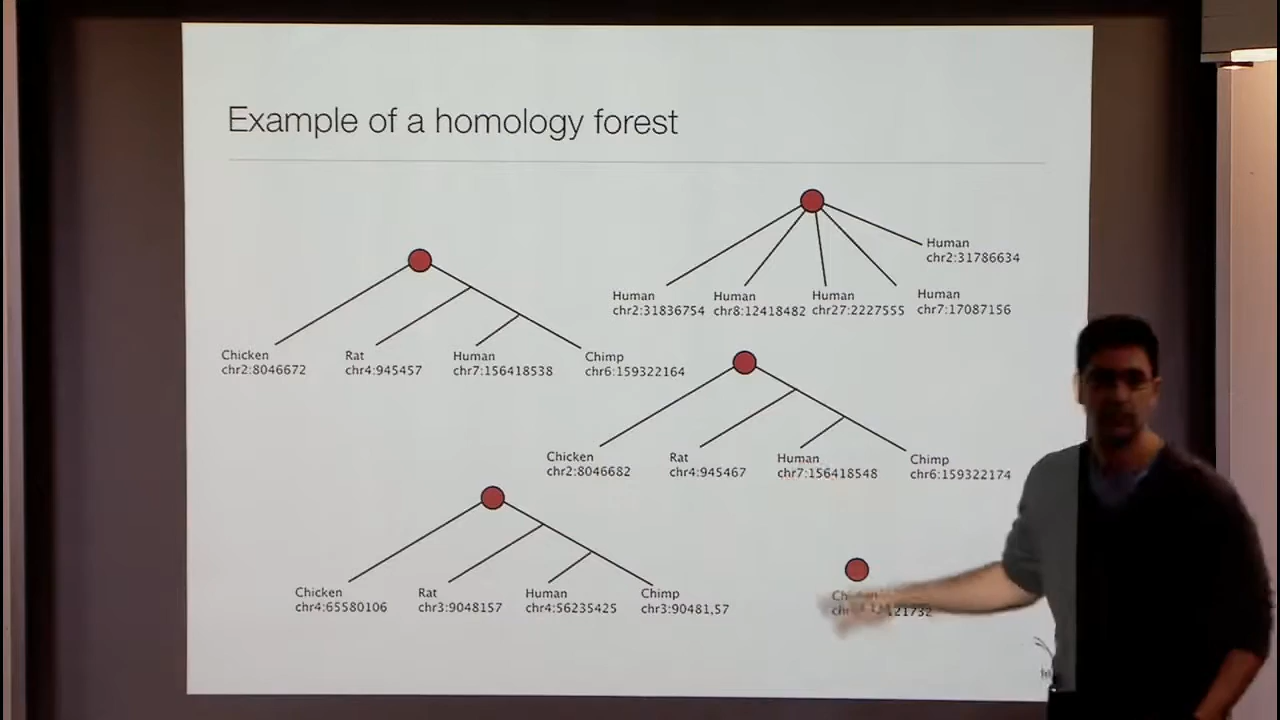 Example of a homology forest
Human
chr2:31786634
Human
chr2:31836754
Human
chr8:12418482
Human
chr27:2227555
Human
chr7:17087156
Chicken
chr2:8046672
Rat
chr4:945457
Human
chr7:156418538
Chimp
chr6:159322164
Chicken
chr2:8046682
Rat
chr4:945467
Human
chr7:156418548
Chimp
chr6:159322174
Chicken
chr4:65580106
Rat
chr3:9048157
Human
chr4:56235425
Chimp
chr3:90481,57